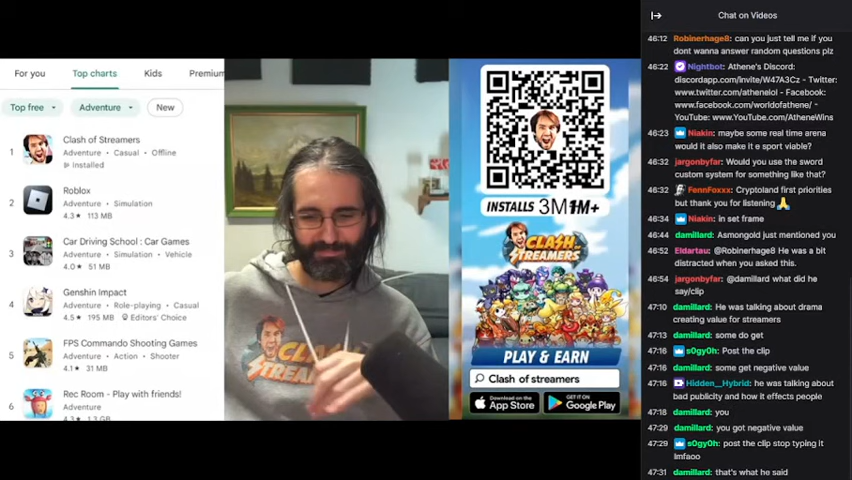 For you
Top charts
Kids
Premium
Top free
Adventure
New
1
Clash of Streamers
Adventure • Casual • Offline
Installed
2
Roblox
Adventure • Simulation
4.3★ 113 MB
3
Car Driving School : Car Games
Adventure • Simulation • Vehicle
4.0★ 51 MB
4
Genshin Impact
Adventure • Role-playing • Casual
4.5★ 195 MB Editors' Choice
5
FPS Commando Shooting Games
Adventure • Action • Shooter
4.1★ 31 MB
6
Rec Room - Play with friends!
Adventure
4.3★ 1.3 GB
CLASH
STREAMERS
INSTALLS 3M 1M+
CLASH
OF
STREAMERS
PLAY & EARN
Clash of streamers
Download on the
App Store
GET IT ON
Google Play
Chat on Videos
46:12 Robinerhage8: can you just tell me if you
dont wanna answer random questions plz
46:22 Nightbot: Athene's Discord:
discordapp.com/invite/W47A3Cz - Twitter:
www.twitter.com/athenelol - Facebook:
www.facebook.com/worldofathene/ -
YouTube: www.YouTube.com/AtheneWins
46:23 Niakin: maybe some real time arena
would it also make it e sport viable?
46:32 jargonbyfar: Would you use the sword
custom system for something like that?
46:32 FennFoxxx: Cryptoland first priorities
but thank you for listening 🙏
46:34 Niakin: in set frame
46:44 damillard: Asmongold just mentioned you
46:52 Eldartau: @Robinerhage8 He was a bit
distracted when you asked this.
46:54 jargonbyfar: @damillard what did he
say/clip
47:10 damillard: He was talking about drama
creating value for streamers
47:13 damillard: some do get
47:16 s0gy0h: Post the clip
47:16 damillard: some get negative value
47:16 Hidden__Hybrid: he was talking about
bad publicity and how it effects people
47:18 damillard: you
47:29 damillard: you got negative value
47:29 s0gy0h: post the clip stop typing it
lmfaoo
47:31 damillard: that's what he said